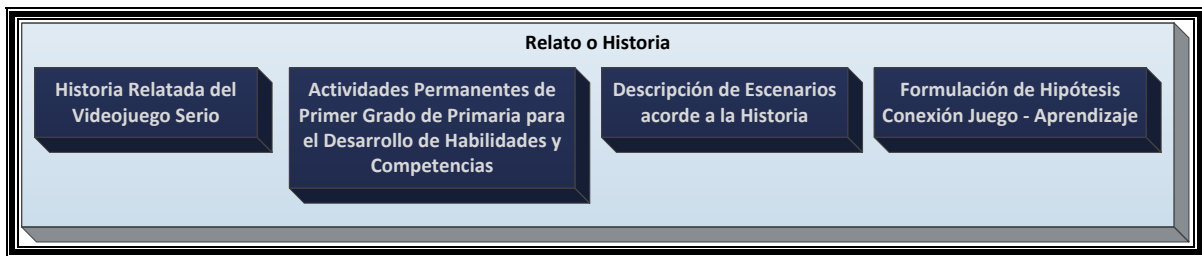 Relato o Historia
Historia Relatada del
Videojuego Serio
Actividades Permanentes de
Primer Grado de Primaria para
el Desarrollo de Habilidades y
Competencias
Descripción de Escenarios
acorde a la Historia
Formulación de Hipótesis
Conexión Juego - Aprendizaje